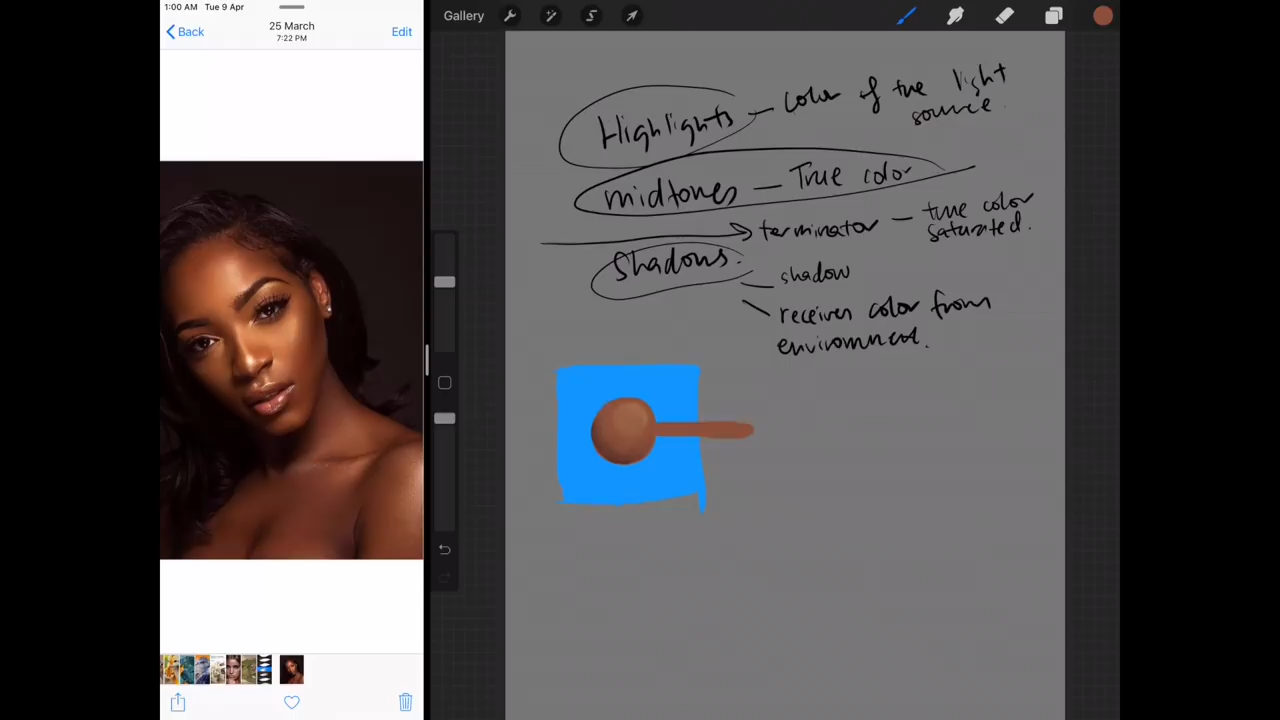 1:00 AM Tue 9 Apr
Back
25 March
7:22 PM
Edit
Gallery
Highlights - color of the light
source.
midtones - True color
terminator - true color
saturated.
Shadows.
shadow
receives color from
environment.